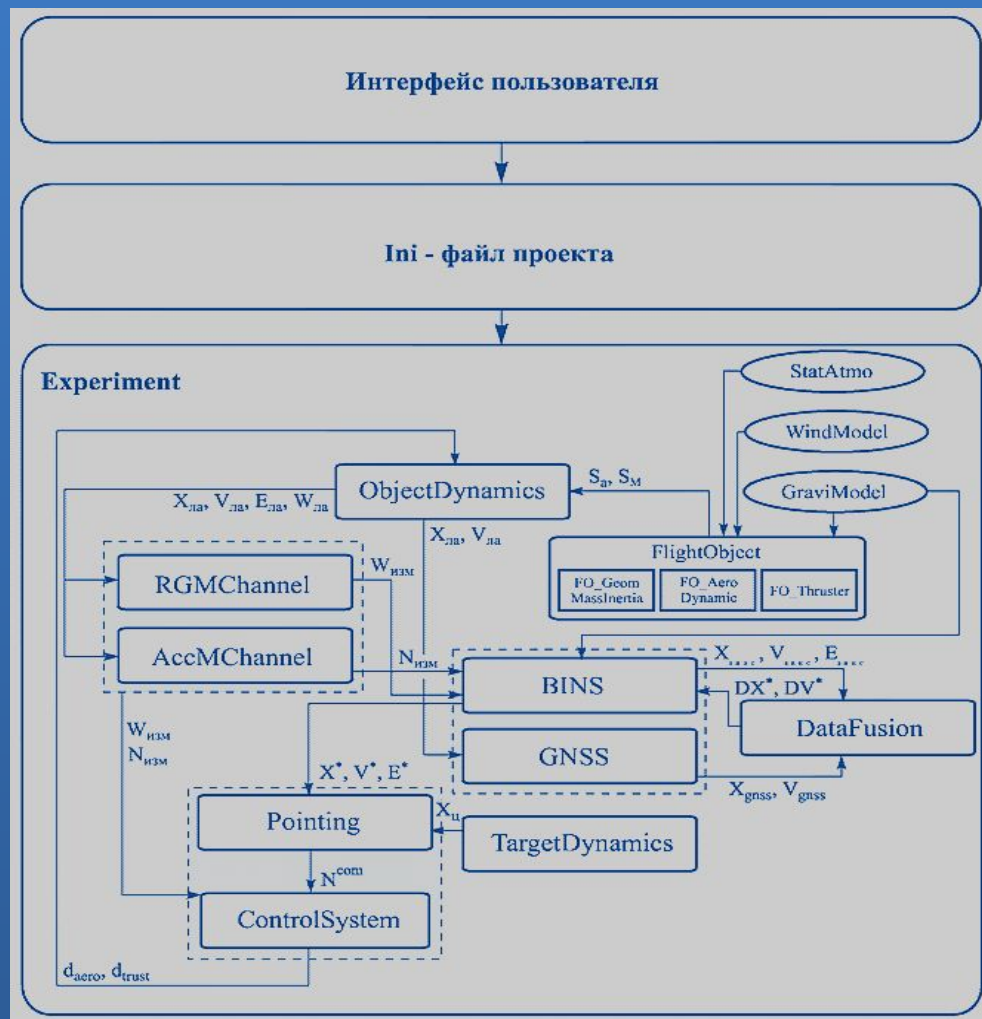 Интерфейс пользователя
Ini - файл проекта
Experiment
StatAtmo
WindModel
GraviModel
ObjectDynamics
Sа, Sм
Xла, Vла, Eла, Wла
Xла, Vла
FlightObject
FO_Geom
MassInertia
FO_Aero
Dynamic
FO_Thruster
RGMChannel
Wизм
AccMChannel
Nизм
BINS
DX*, DV*
DataFusion
GNSS
Xgnss, Vgnss
Wизм
Nизм
X*, V*, E*
Pointing
Xц
TargetDynamics
Ncom
ControlSystem
daero, dtrust